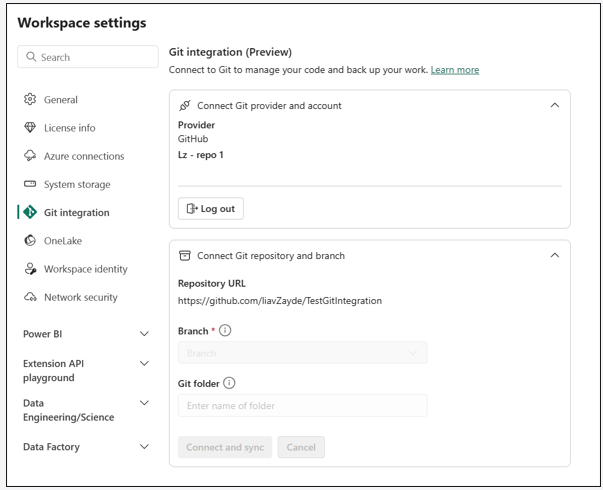 Workspace settings
Search
General
License info
Azure connections
System storage
Git integration
OneLake
Workspace identity
Network security
Power BI
Extension API
playground
Data
Engineering/Science
Data Factory
Git integration (Preview)
Connect to Git to manage your code and back up your work. Learn more
Connect Git provider and account
Provider
GitHub
Lz - repo 1
Log out
Connect Git repository and branch
Repository URL
https://github.com/liavZayde/TestGitIntegration
Branch *
Branch
Git folder
Enter name of folder
Connect and sync
Cancel